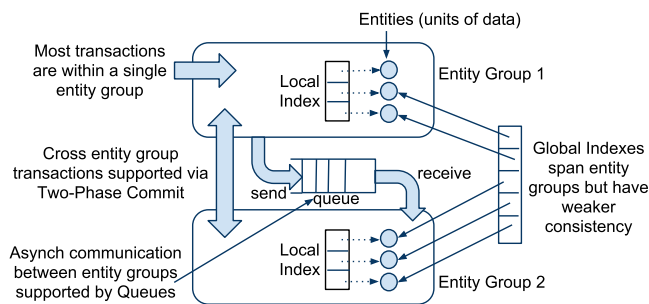 Entities (units of data)
Most transactions
are within a single
entity group
Local
Index
Entity Group 1
Cross entity group
transactions supported via
Two-Phase Commit
send
queue
receive
Global Indexes
span entity
groups but have
weaker
consistency
Asynch communication
between entity groups
supported by Queues
Local
Index
Entity Group 2